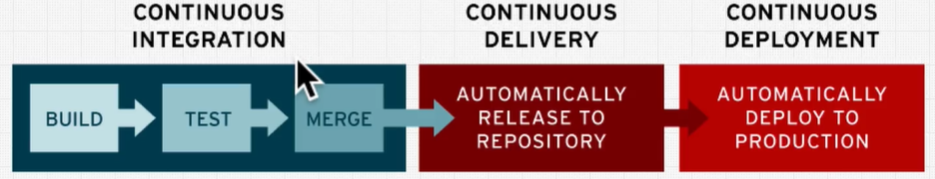 CONTINUOUS
INTEGRATION
CONTINUOUS
DELIVERY
CONTINUOUS
DEPLOYMENT
BUILD
TEST
MERGE
AUTOMATICALLY
RELEASE TO
REPOSITORY
AUTOMATICALLY
DEPLOY TO
PRODUCTION